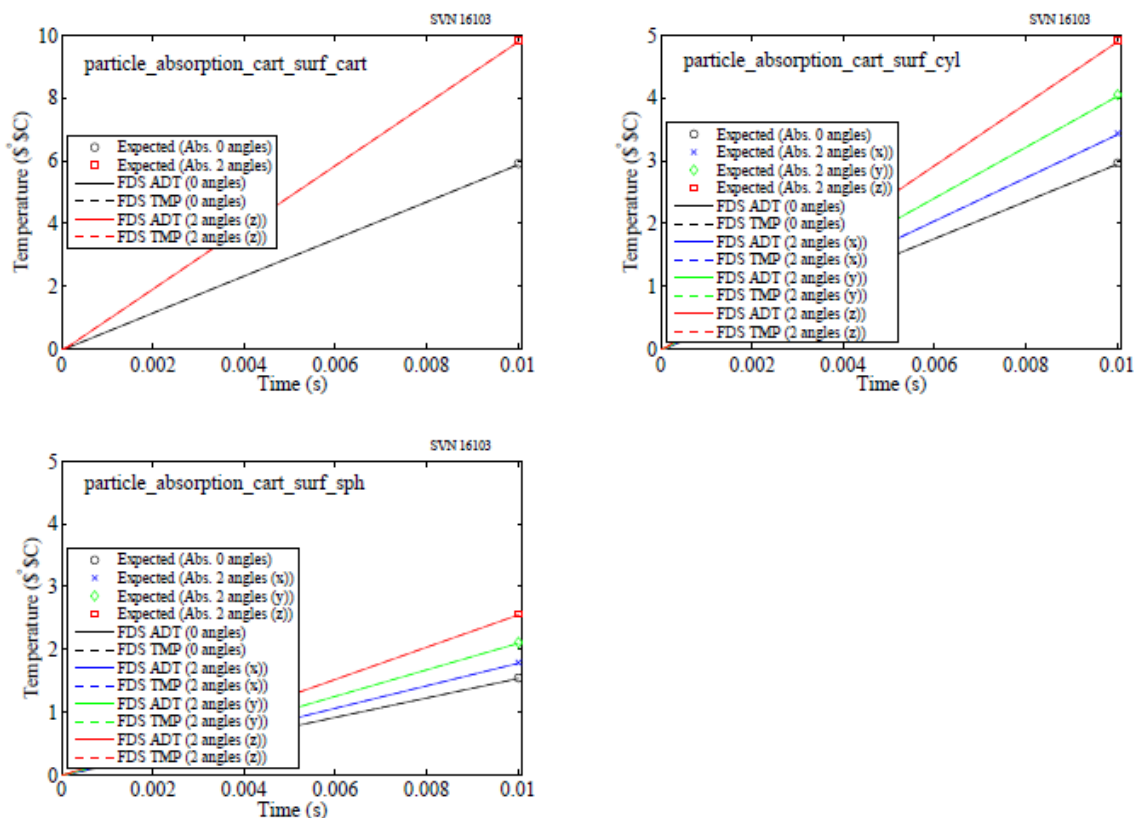 SVN 16103
particle_absorption_cart_surf_cart
Temperature ($°$C)
10
8
6
4
2
0
Expected (Abs. 0 angles)
Expected (Abs. 2 angles)
FDS ADT (0 angles)
FDS TMP (0 angles)
FDS ADT (2 angles (z))
FDS TMP (2 angles (z))
0 0.002 0.004 0.006 0.008 0.01
Time (s)
SVN 16103
particle_absorption_cart_surf_cyl
Temperature ($°$C)
5
4
3
2
1
0
Expected (Abs. 0 angles)
Expected (Abs. 2 angles (x))
Expected (Abs. 2 angles (y))
Expected (Abs. 2 angles (z))
FDS ADT (0 angles)
FDS TMP (0 angles)
FDS ADT (2 angles (x))
FDS TMP (2 angles (x))
FDS ADT (2 angles (y))
FDS TMP (2 angles (y))
FDS ADT (2 angles (z))
FDS TMP (2 angles (z))
0 0.002 0.004 0.006 0.008 0.01
Time (s)
SVN 16103
particle_absorption_cart_surf_sph
Temperature ($°$C)
5
4
3
2
1
0
Expected (Abs. 0 angles)
Expected (Abs. 2 angles (x))
Expected (Abs. 2 angles (y))
Expected (Abs. 2 angles (z))
FDS ADT (0 angles)
FDS TMP (0 angles)
FDS ADT (2 angles (x))
FDS TMP (2 angles (x))
FDS ADT (2 angles (y))
FDS TMP (2 angles (y))
FDS ADT (2 angles (z))
FDS TMP (2 angles (z))
0 0.002 0.004 0.006 0.008 0.01
Time (s)